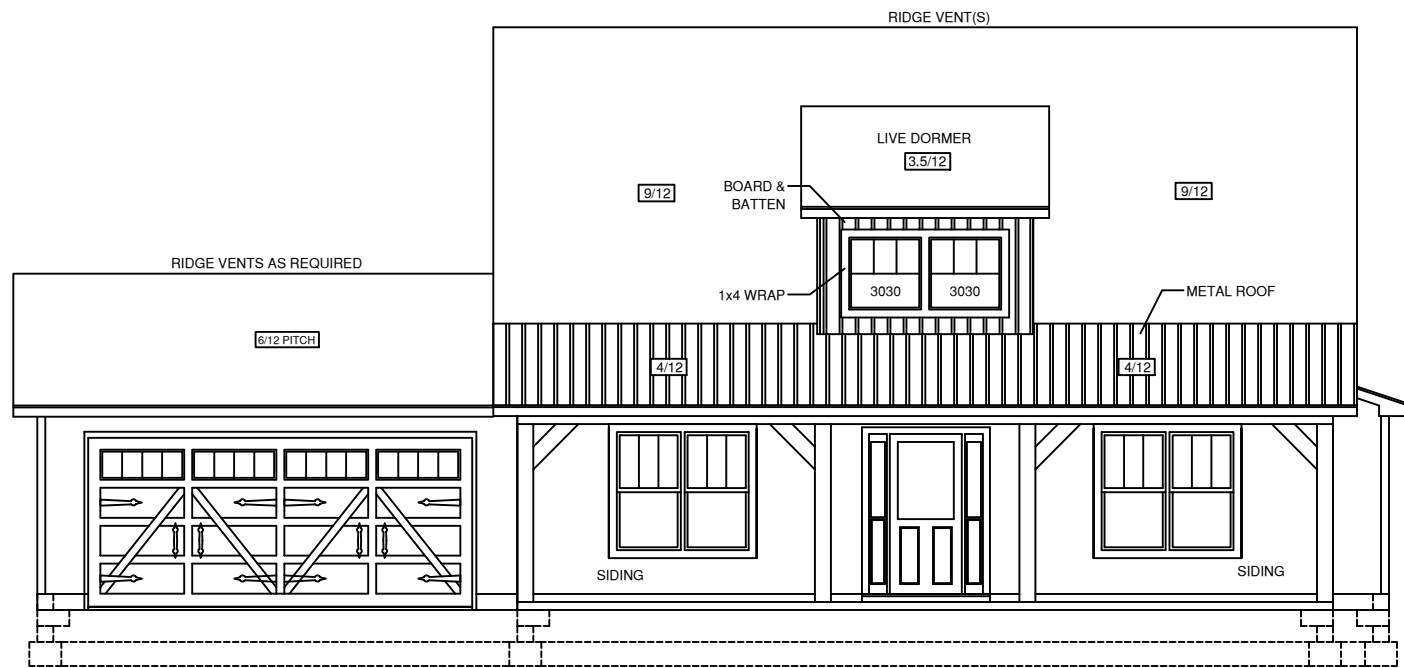 RIDGE VENT(S)
LIVE DORMER
3.5/12
BOARD &
BATTEN
9/12
9/12
RIDGE VENTS AS REQUIRED
1x4 WRAP
3030
3030
METAL ROOF
6/12 PITCH
4/12
4/12
SIDING
SIDING